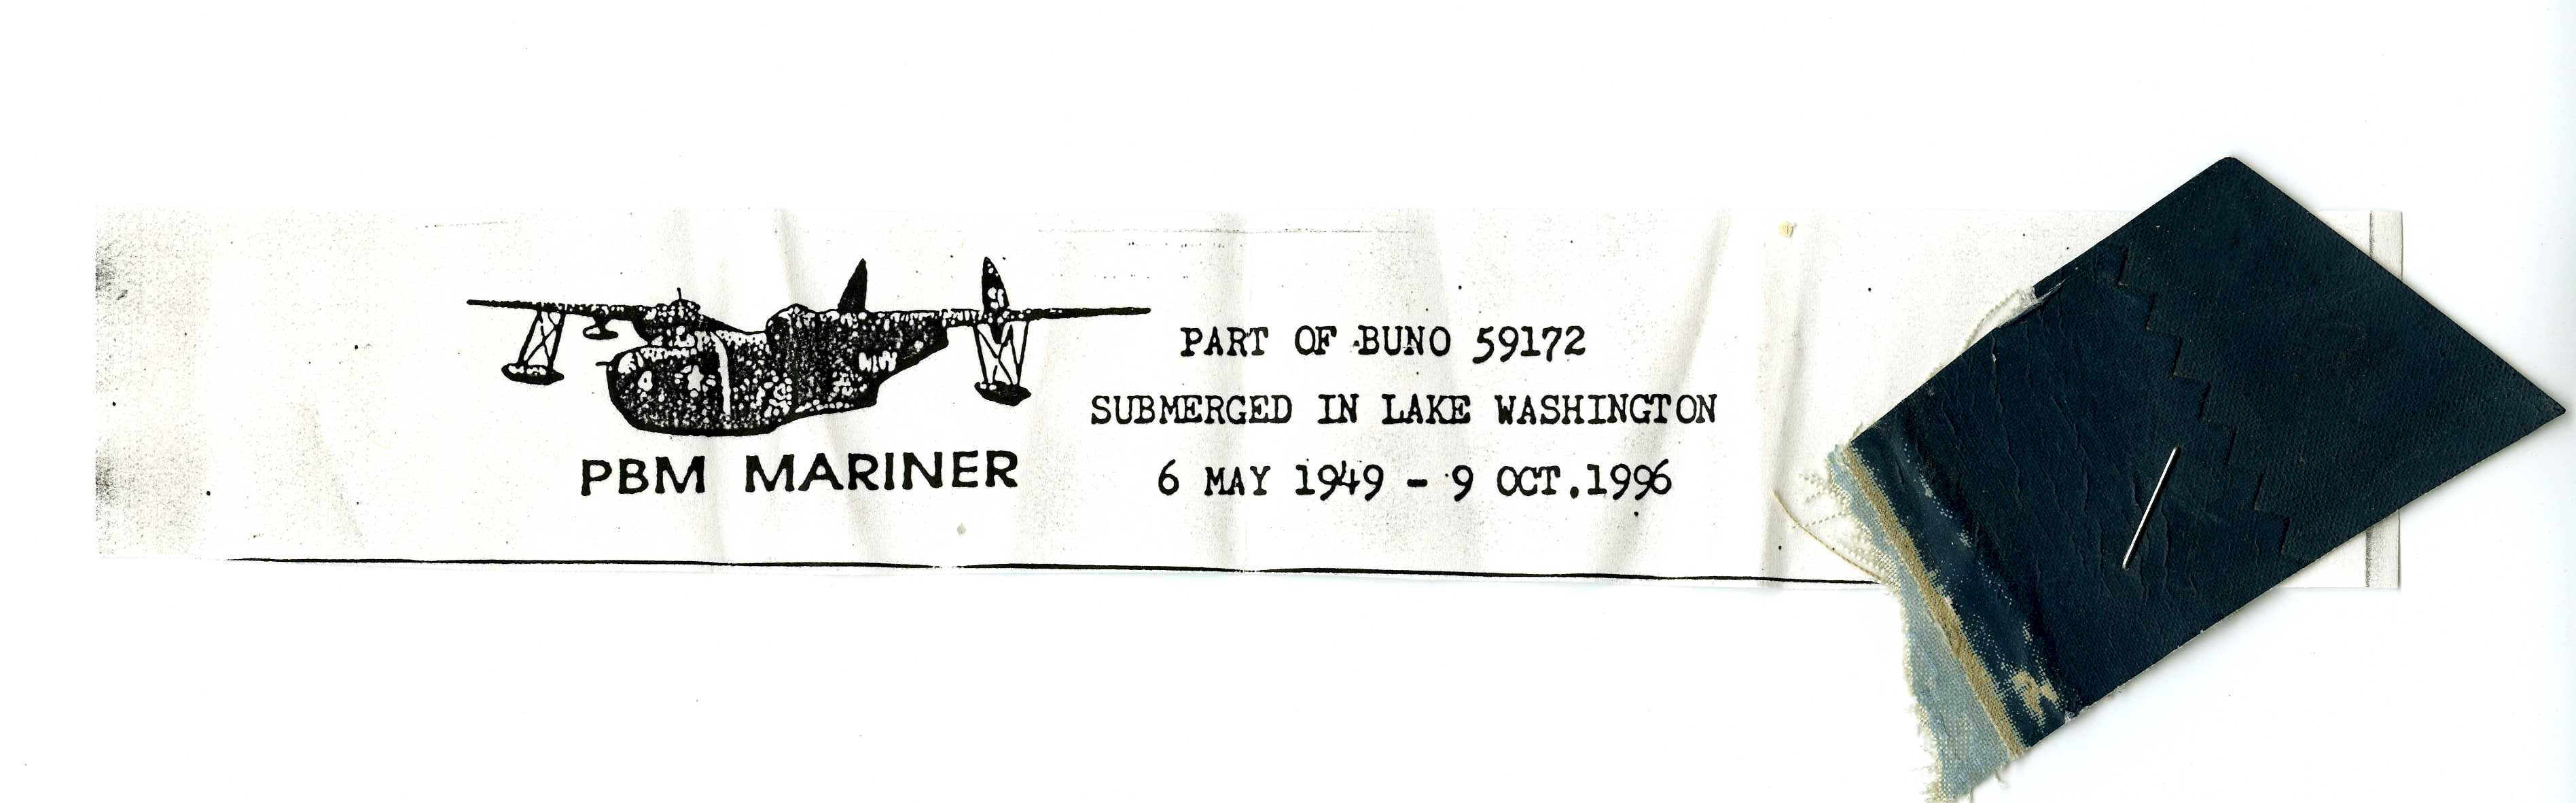 PBM MARINER
PART OF BUNO 59172
SUBMERGED IN LAKE WASHINGTON
6 MAY 1949 - 9 OCT.1996